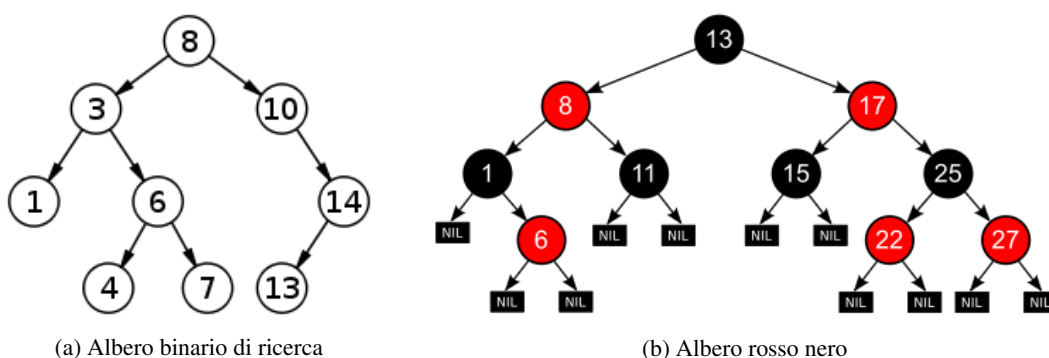 8
3 10
1 6 14
4 7 13
(a) Albero binario di ricerca
13
8 17
1 11 15 25
NIL 6 NIL NIL NIL NIL 22 27
NIL NIL NIL NIL NIL NIL
(b) Albero rosso nero